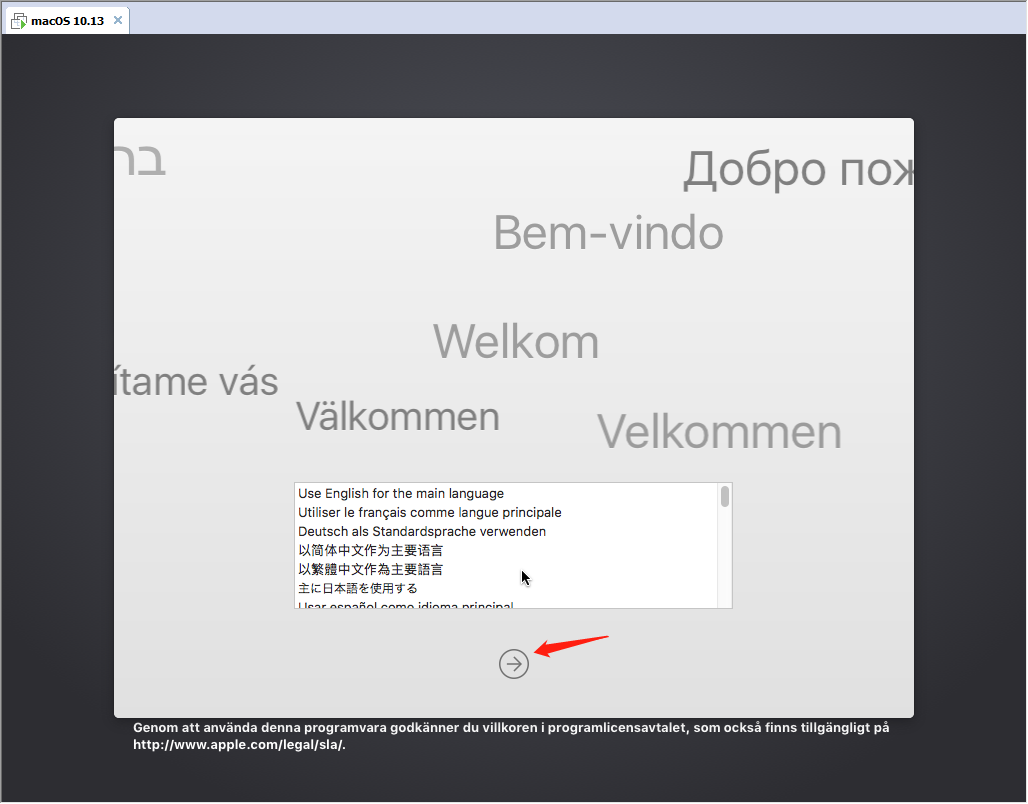 macOS 10.13
בר
Добро пож
Bem-vindo
Welkom
ítame vás
Välkommen
Velkommen
Use English for the main language
Utiliser le français comme langue principale
Deutsch als Standardsprache verwenden
以简体中文作为主要语言
以繁體中文作為主要語言
主に日本語を使用する
Usar español como idioma principal
Genom att använda denna programvara godkänner du villkoren i programlicensavtalet, som också finns tillgängligt på
http://www.apple.com/legal/sla/.